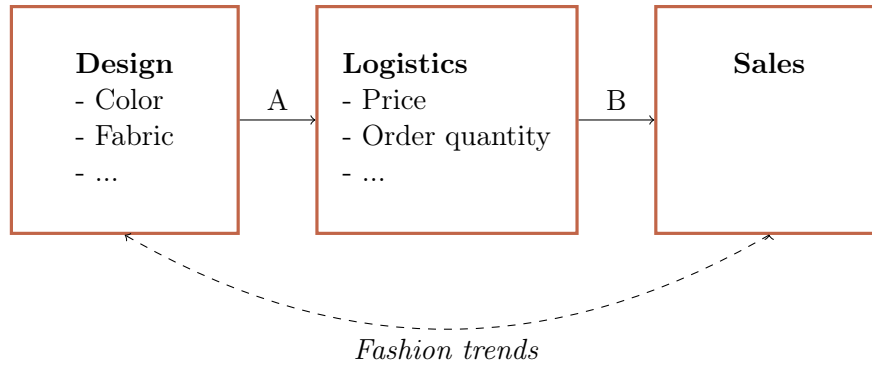 Design
- Color
- Fabric
- ...
A
Logistics
- Price
- Order quantity
- ...
B
Sales
Fashion trends